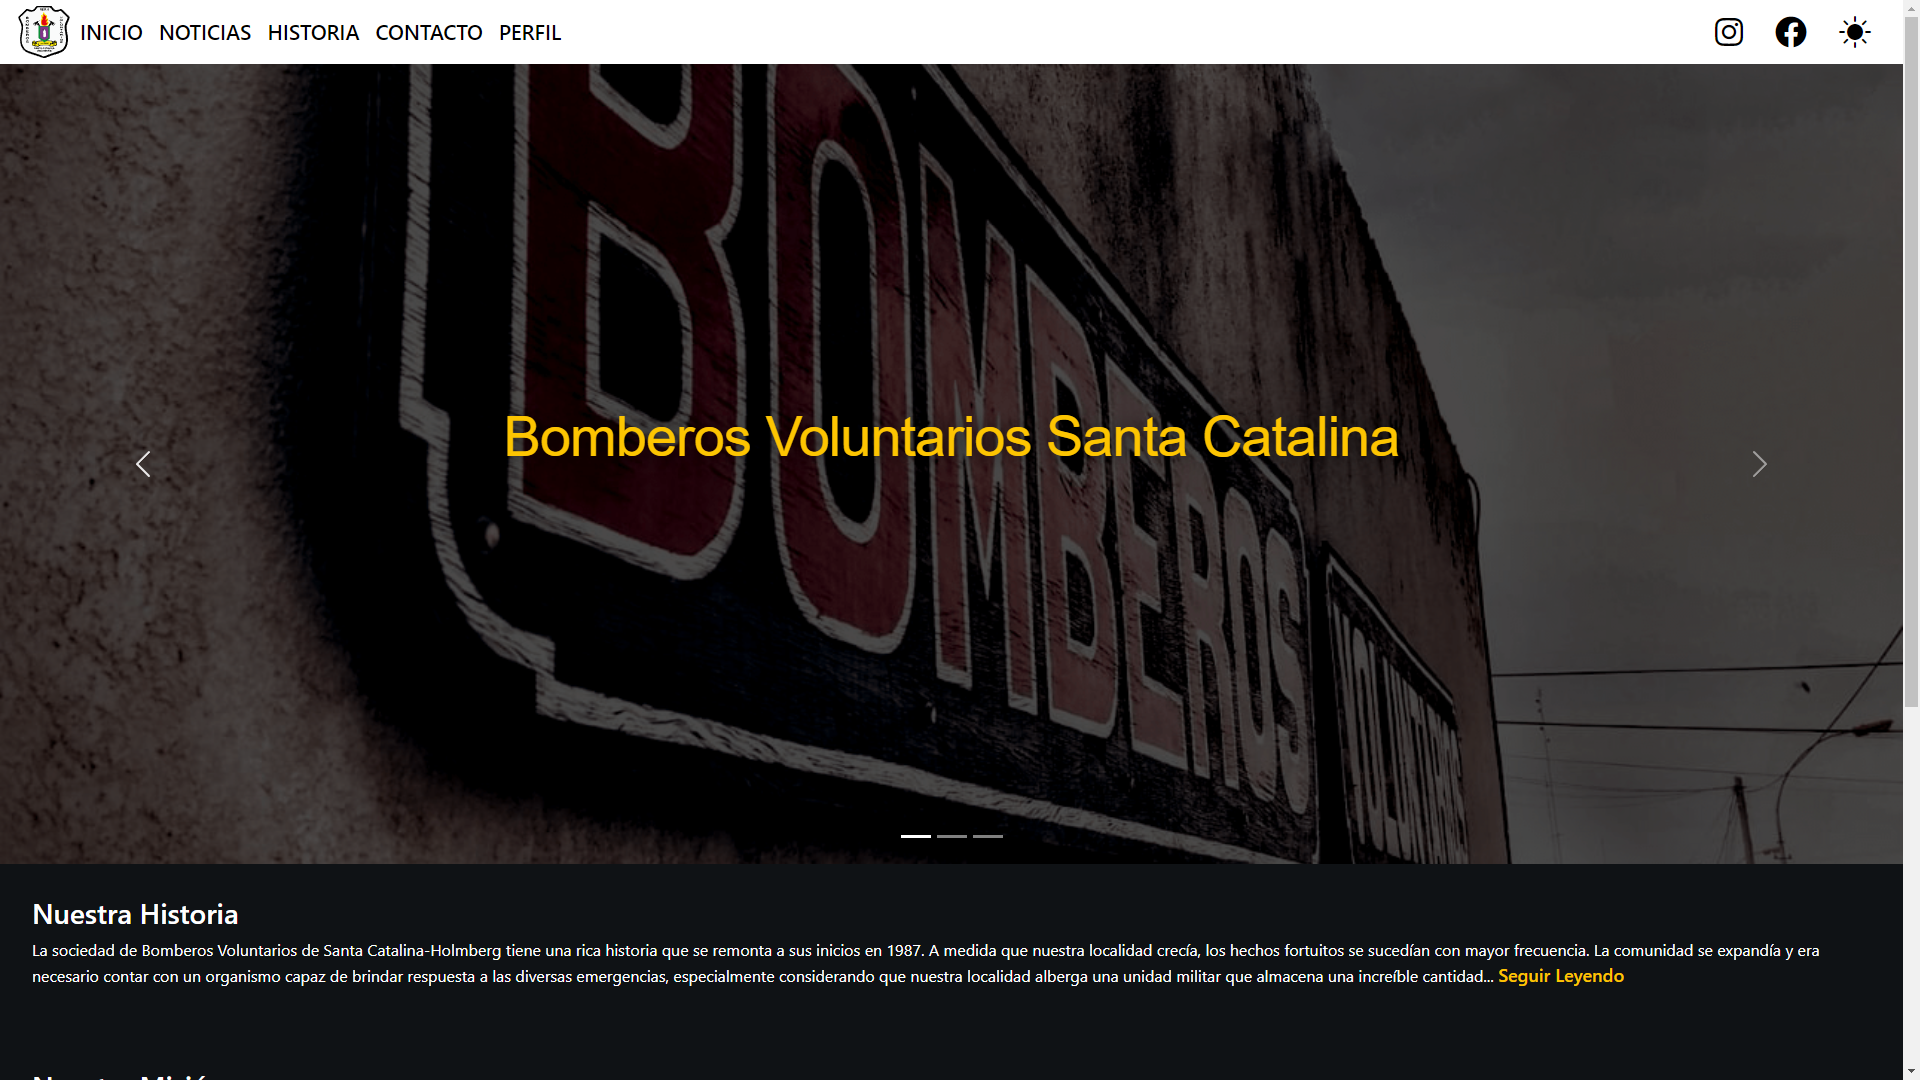 INICIO NOTICIAS HISTORIA CONTACTO PERFIL
BOMBEROS
VOLUNTARIOS
Bomberos Voluntarios Santa Catalina
Nuestra Historia
La sociedad de Bomberos Voluntarios de Santa Catalina-Holmberg tiene una rica historia que se remonta a sus inicios en 1987. A medida que nuestra localidad crecía, los hechos fortuitos se sucedían con mayor frecuencia. La comunidad se expandía y era
necesario contar con un organismo capaz de brindar respuesta a las diversas emergencias, especialmente considerando que nuestra localidad alberga una unidad militar que almacena una increíble cantidad... Seguir Leyendo